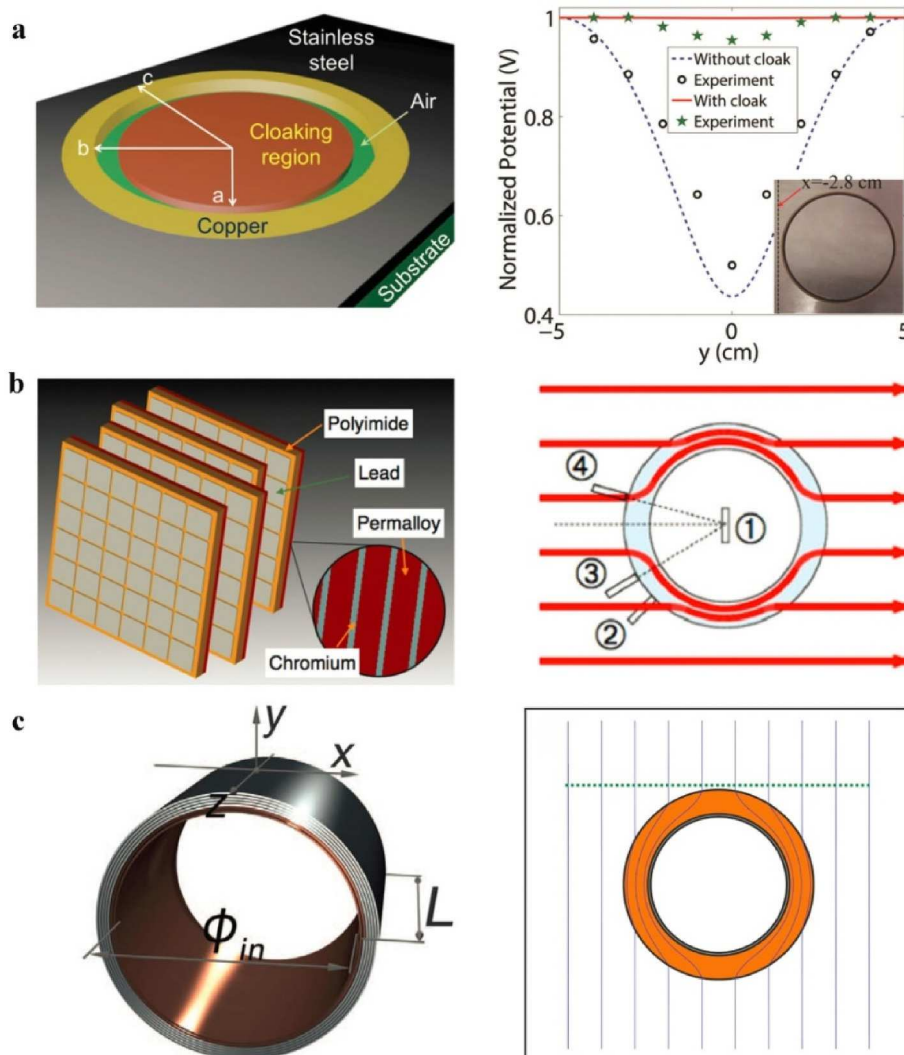 a
Stainless
steel
c
Air
Cloaking
region
b
a
Copper
Substrate
Normalized Potential (V)
1
0.8
0.6
0.4
Without cloak
Experiment
With cloak
Experiment
x=-2.8 cm
-5
0
5
y (cm)
b
Polyimide
Lead
Permalloy
Chromium
④
①
③
②
c
y
x
z
L
ϕin